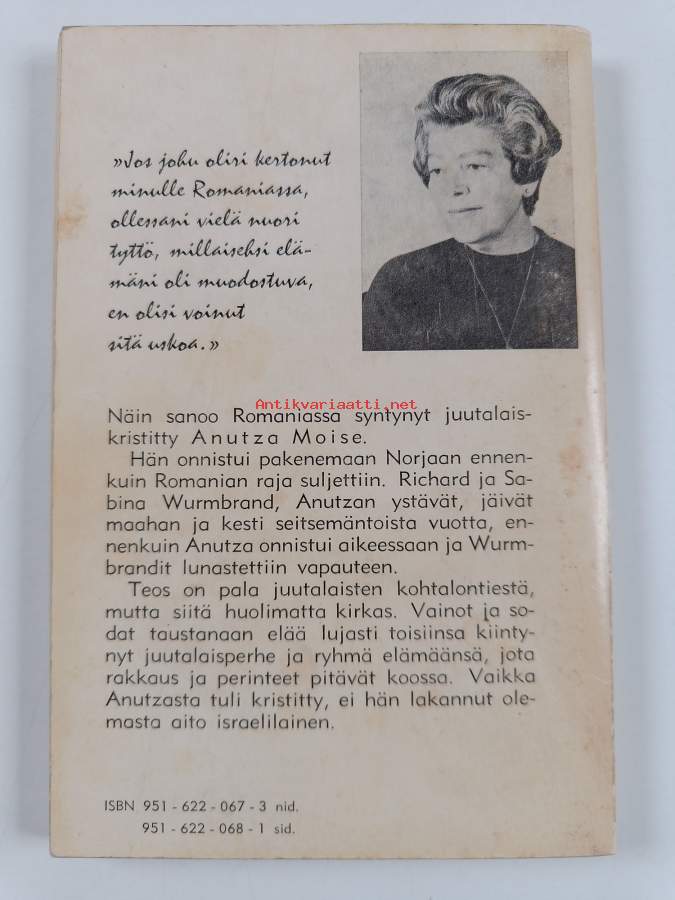 »Jos joku olisi kertonut
minulle Romaniassa,
ollessani vielä nuori
tyttö, millaiseksi elä-
mäni oli muodostuva,
en olisi voinut
sitä uskoa.»
Antikvariaatti.net
Näin sanoo Romaniassa syntynyt juutalais-
kristitty Anutza Moise.
Hän onnistui pakenemaan Norjaan ennen-
kuin Romanian raja suljettiin. Richard ja Sa-
bina Wurmbrand, Anutzan ystävät, jäivät
maahan ja kesti seitsemäntoista vuotta, en-
nenkuin Anutza onnistui aikeessaan ja Wurm-
brandit lunastettiin vapauteen.
Teos on pala juutalaisten kohtalontiestä,
mutta siitä huolimatta kirkas. Vainot ja so-
dat taustanaan elää lujasti toisiinsa kiinty-
nyt juutalaisperhe ja ryhmä elämäänsä, jota
rakkaus ja perinteet pitävät koossa. Vaikka
Anutzasta tuli kristitty, ei hän lakannut ole-
masta aito israelilainen.
ISBN 951 - 622 - 067 - 3 nid.
951 - 622 - 068 - 1 sid.